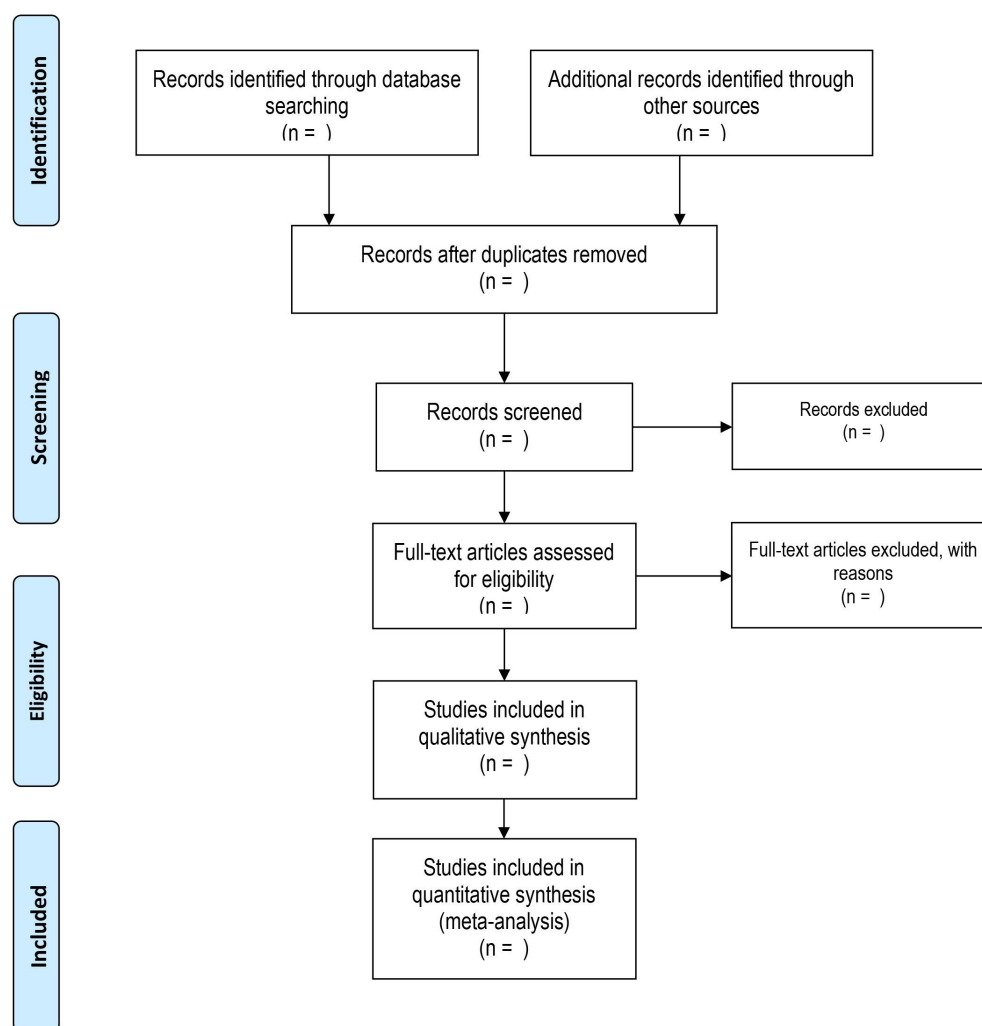 Identification
Records identified through database
searching
(n =  )
Additional records identified through
other sources
(n =  )
Records after duplicates removed
(n =  )
Screening
Records screened
(n =  )
Records excluded
(n =  )
Eligibility
Full-text articles assessed
for eligibility
(n =  )
Full-text articles excluded, with
reasons
(n =  )
Studies included in
qualitative synthesis
(n =  )
Included
Studies included in
quantitative synthesis
(meta-analysis)
(n =  )